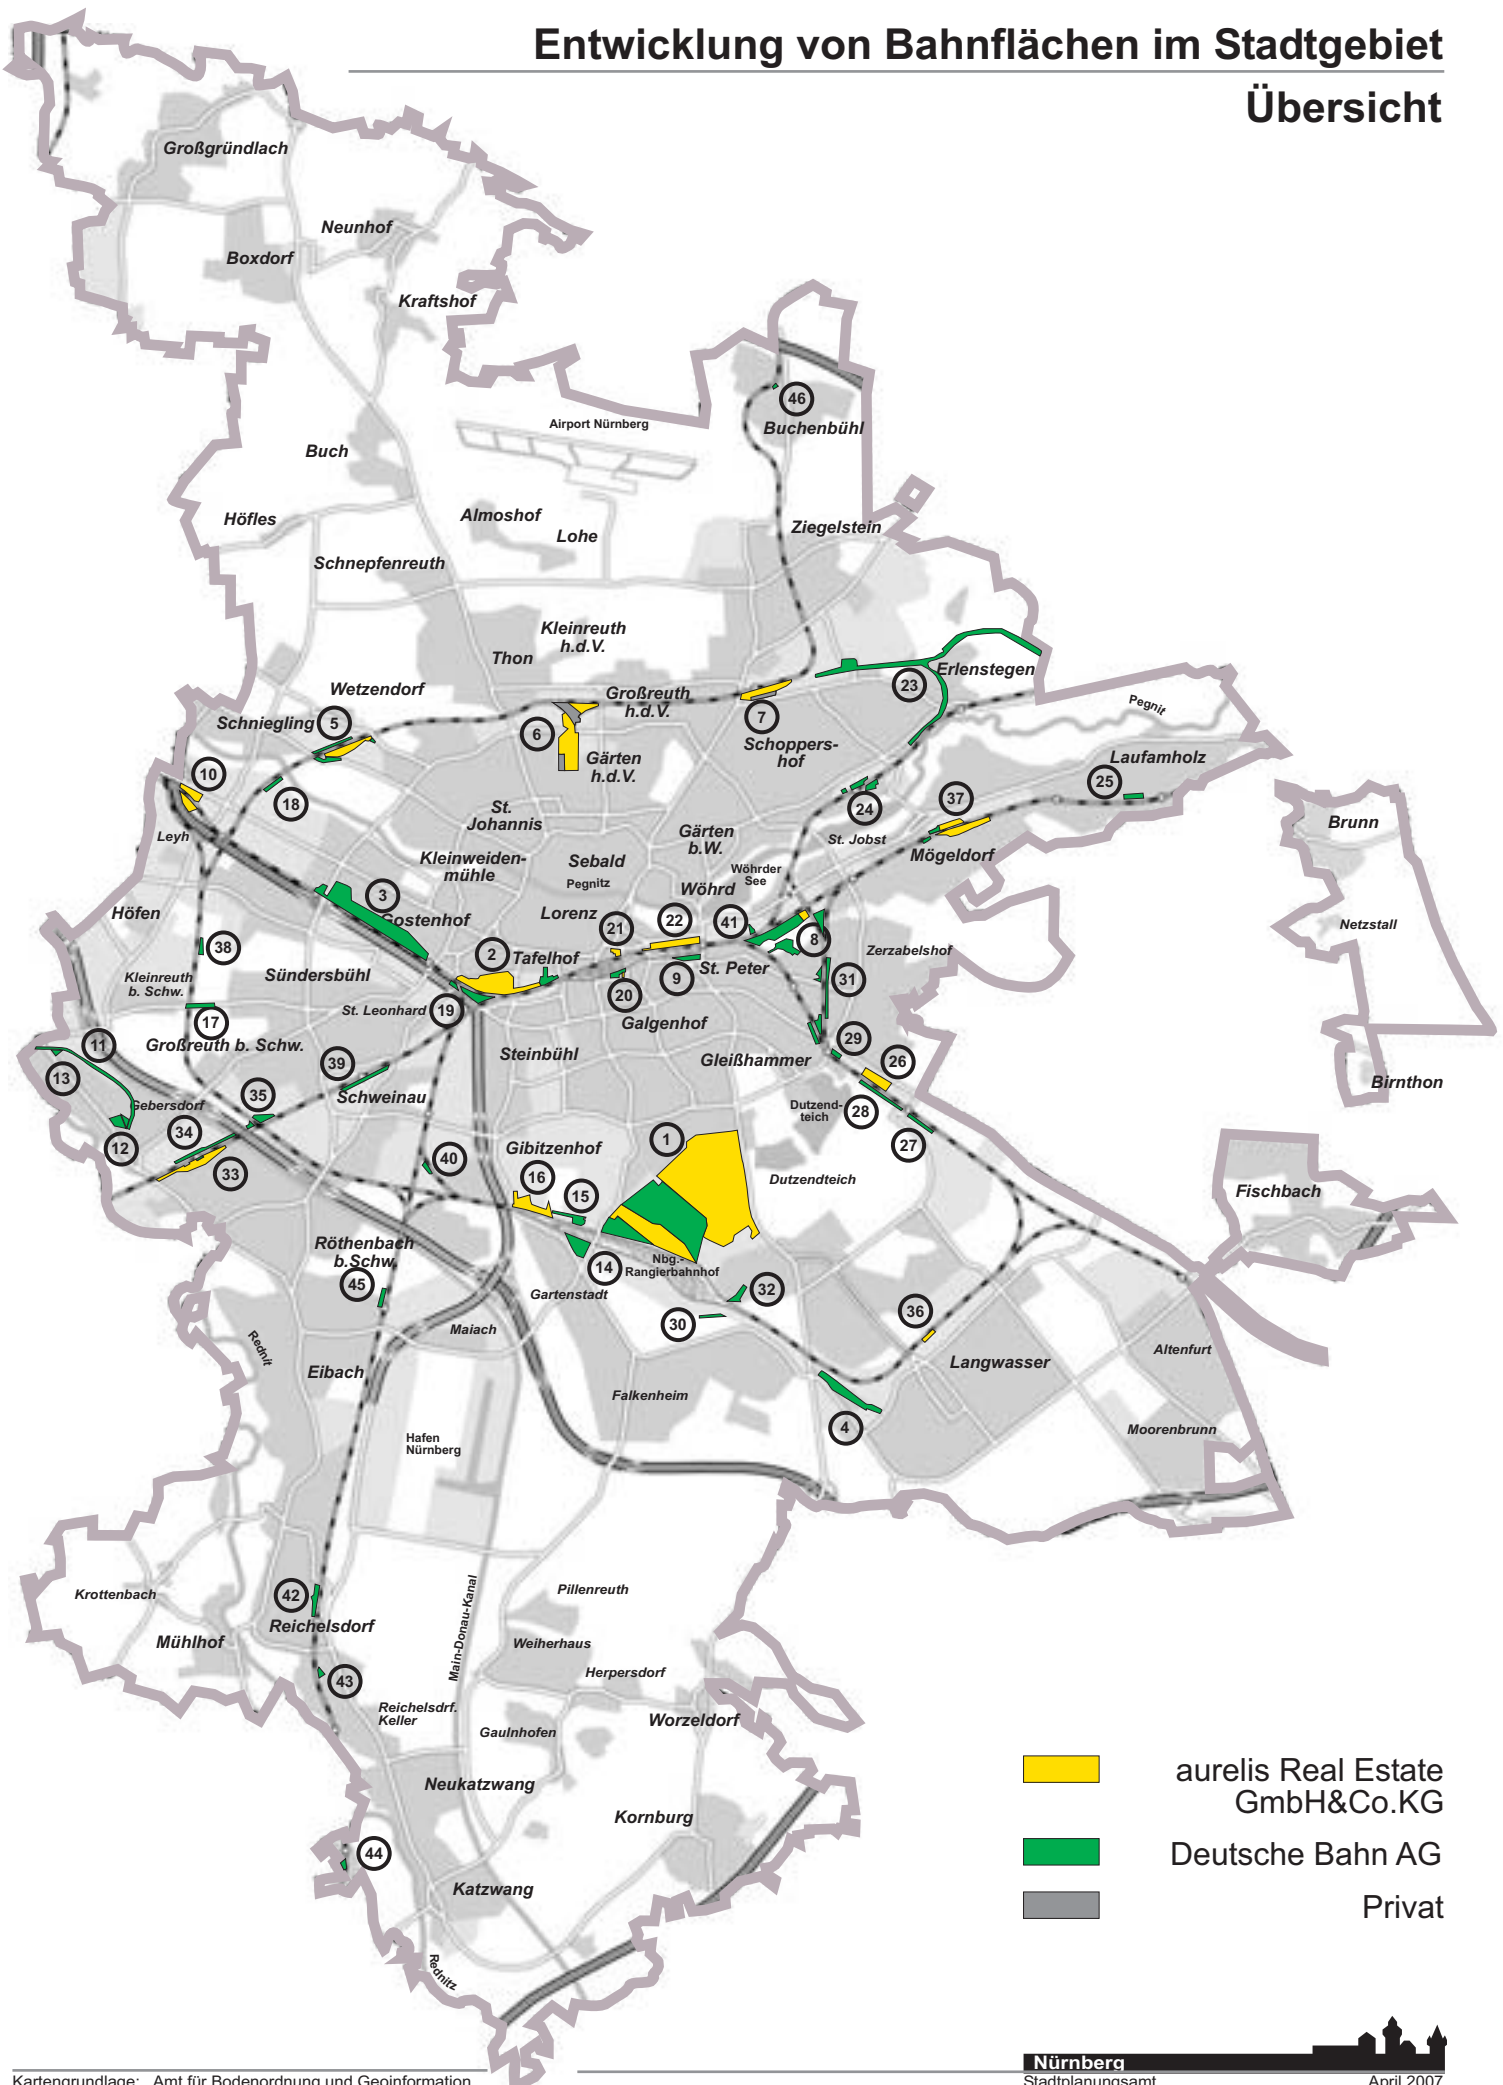 Entwicklung von Bahnflächen im Stadtgebiet
Übersicht
Großgründlach
Neunhof
Boxdorf
Kraftshof
46
Buchenbühl
Airport Nürnberg
Buch
Höfles
Almoshof
Lohe
Ziegelstein
Schnepfenreuth
Kleinreuth
h.d.V.
Thon
Erlenstegen
23
Wetzendorf
Großreuth
h.d.V.
Schniegling
5
6
7
Pegnit
Schoppers-
hof
Gärten
h.d.V.
Laufamholz
10
18
25
37
24
St.
Johannis
Leyh
Gärten
b.W.
St. Jobst
Mögeldorf
Brunn
Kleinweiden-
mühle
Sebald
Pegnitz
Wöhrder
See
Wöhrd
3
Gostenhof
Höfen
Lorenz
21
22
41
8
Netzstall
38
2
Tafelhof
Zerzabelshof
Kleinreuth
b. Schw.
Sündersbühl
St. Peter
9
31
20
St. Leonhard
19
17
Galgenhof
Großreuth b. Schw.
11
29
39
Steinbühl
Gleißhammer
26
13
Schweinau
35
Birnthon
Gebersdorf
Dutzend-
teich
28
34
27
12
Gibitzenhof
1
40
33
16
Dutzendteich
15
Fischbach
Röthenbach
b.Schw.
14
Nbg.-
Rangierbahnhof
45
32
Gartenstadt
36
30
Maiach
Rednit
Altenfurt
Eibach
Langwasser
Falkenheim
4
Moorenbrunn
Hafen
Nürnberg
Pillenreuth
Krottenbach
42
Reichelsdorf
Mühlhof
Main-Donau-Kanal
Weiherhaus
Herpersdorf
43
Reichelsdrf.
Keller
Gaulnhofen
Worzeldorf
Neukatzwang
Kornburg
44
Katzwang
Rednitz
aurelis Real Estate
GmbH&Co.KG
Deutsche Bahn AG
Privat
Nürnberg
Kartengrundlage: Amt für Bodenordnung und Geoinformation
Stadtplanungsamt
April 2007